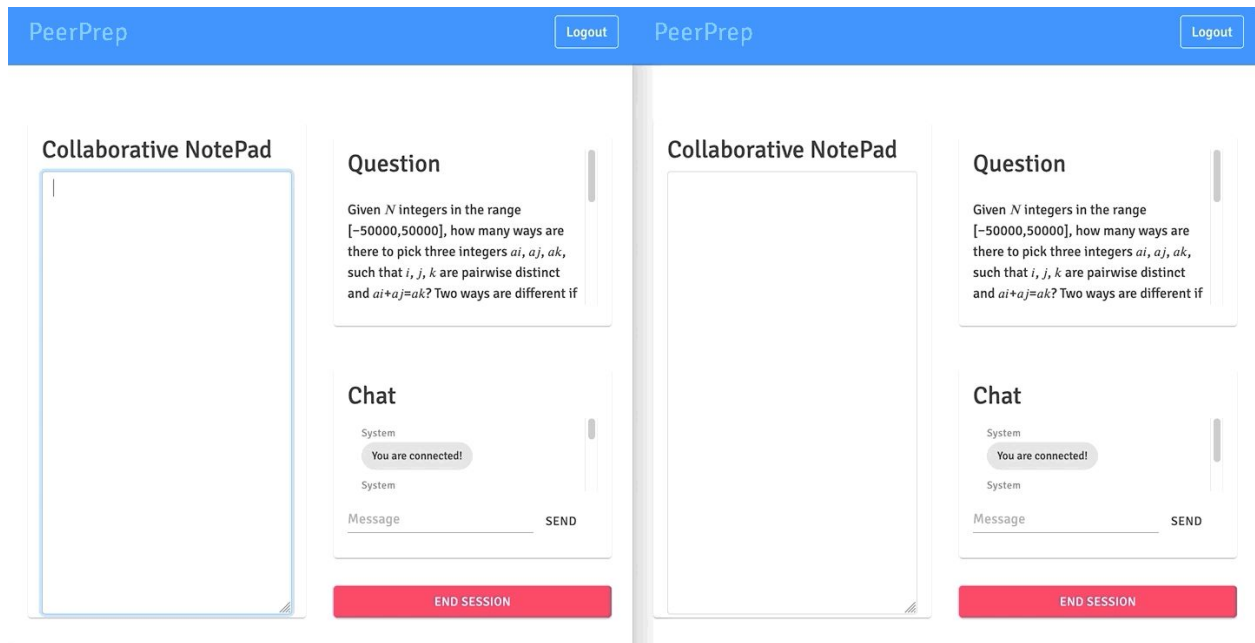 PeerPrep
Logout
Collaborative NotePad
Question
Given N integers in the range
[−50000,50000], how many ways are
there to pick three integers ai, aj, ak,
such that i, j, k are pairwise distinct
and ai+aj=ak? Two ways are different if
Chat
System
You are connected!
System
Message
SEND
END SESSION
PeerPrep
Logout
Collaborative NotePad
Question
Given N integers in the range
[−50000,50000], how many ways are
there to pick three integers ai, aj, ak,
such that i, j, k are pairwise distinct
and ai+aj=ak? Two ways are different if
Chat
System
You are connected!
System
Message
SEND
END SESSION